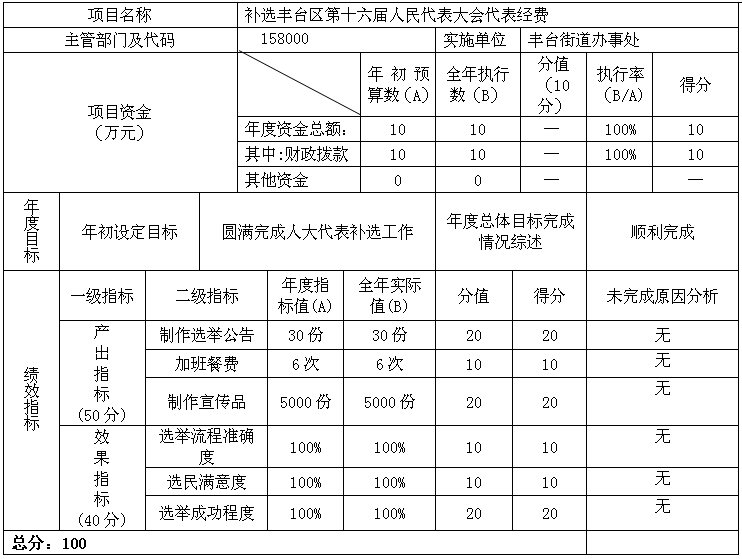 项目名称 补选丰台区第十六届人民代表大会代表经费
主管部门及代码 158000 实施单位 丰台街道办事处
项目资金
（万元）
年 初 预
算数（A）
全年执行
数（B）
分值
（10
分）
执行率
（B/A）
得分
年度资金总额： 10 10 — 100% 10
其中:财政拨款 10 10 — 100% 10
其他资金 0 0 — —
年度目标
年初设定目标
圆满完成人大代表补选工作
年度总体目标完成
情况综述
顺利完成
绩效指标
一级指标
二级指标
年度指
标值(A)
全年实际
值(B)
分值
得分
未完成原因分析
产
出
指
标
(50分)
制作选举公告 30份 30份 20 20 无
加班餐费 6次 6次 10 10 无
制作宣传品 5000份 5000份 20 20 无
效
果
指
标
(40分)
选举流程准确
度
100% 100% 10 10 无
选民满意度 100% 100% 10 10 无
选举成功程度 100% 100% 20 20 无
总分：100